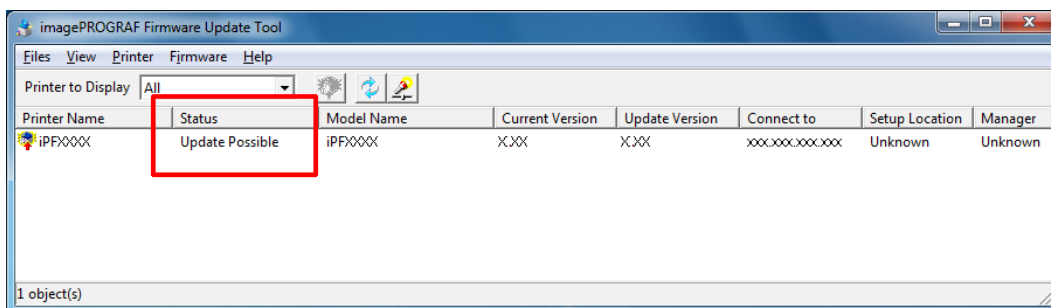 imagePROGRAF Firmware Update Tool
Files View Printer Firmware Help
Printer to Display All
Printer Name Status Model Name Current Version Update Version Connect to Setup Location Manager
iPFXXXX Update Possible iPFXXXX X.XX X.XX xxx.xxx.xxx.xxx Unknown Unknown
1 object(s)